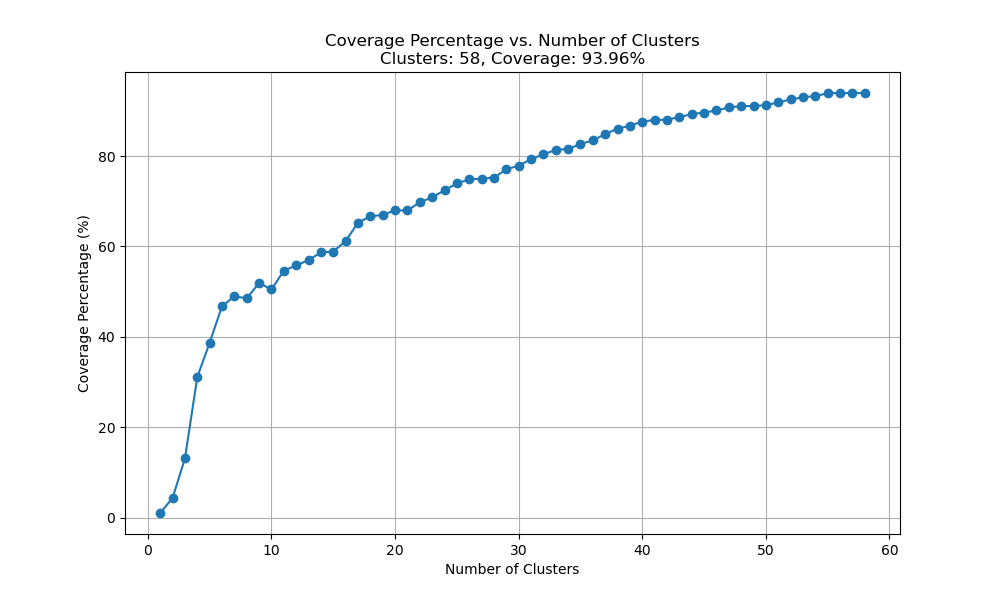 Coverage Percentage vs. Number of Clusters
Clusters: 58, Coverage: 93.96%
Coverage Percentage (%)
80
60
40
20
0
0 10 20 30 40 50 60
Number of Clusters